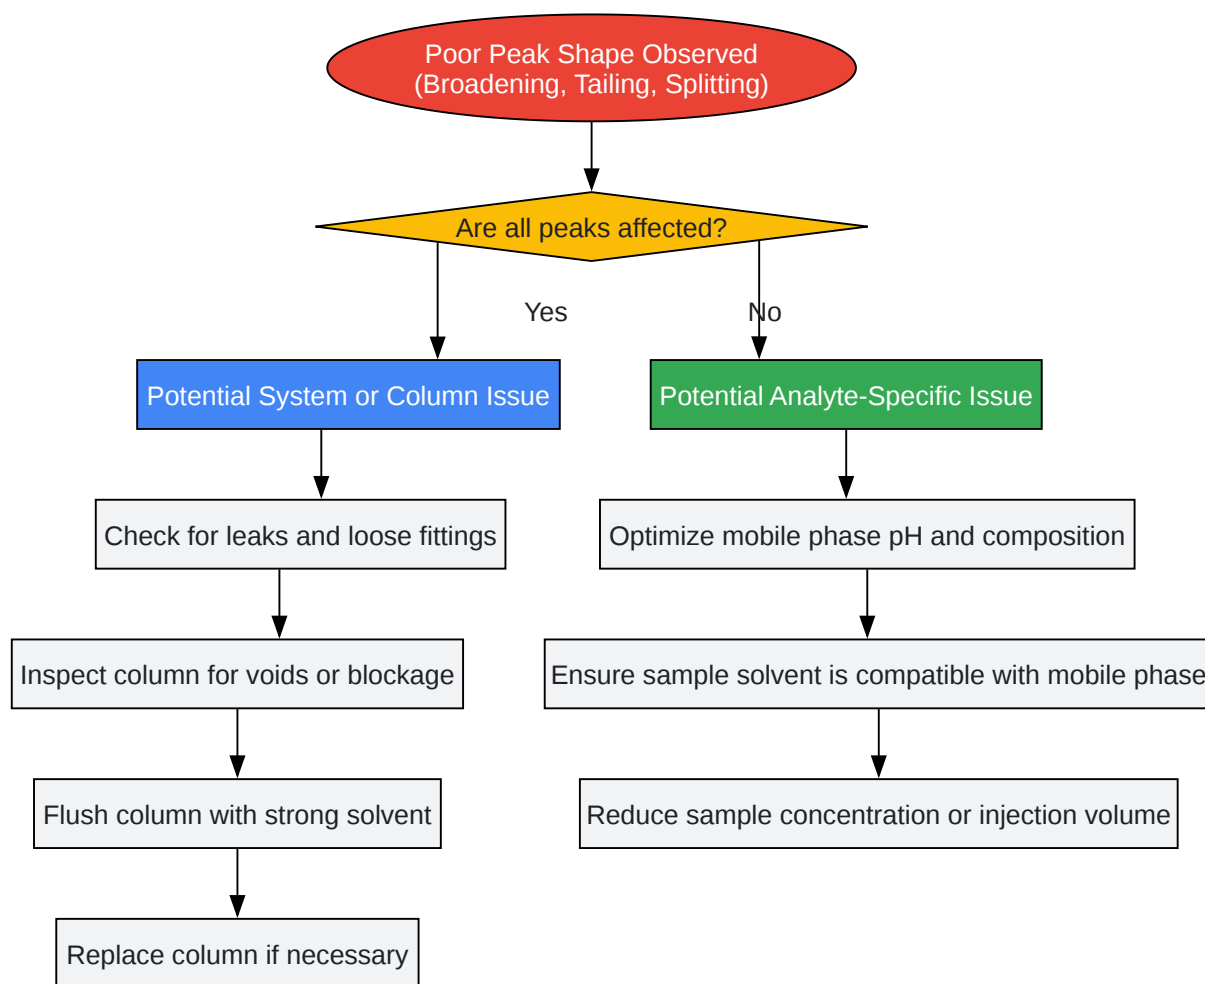 Poor Peak Shape Observed
(Broadening, Tailing, Splitting)
Are all peaks affected?
Yes
No
Potential System or Column Issue
Potential Analyte-Specific Issue
Check for leaks and loose fittings
Optimize mobile phase pH and composition
Inspect column for voids or blockage
Ensure sample solvent is compatible with mobile phase
Flush column with strong solvent
Reduce sample concentration or injection volume
Replace column if necessary